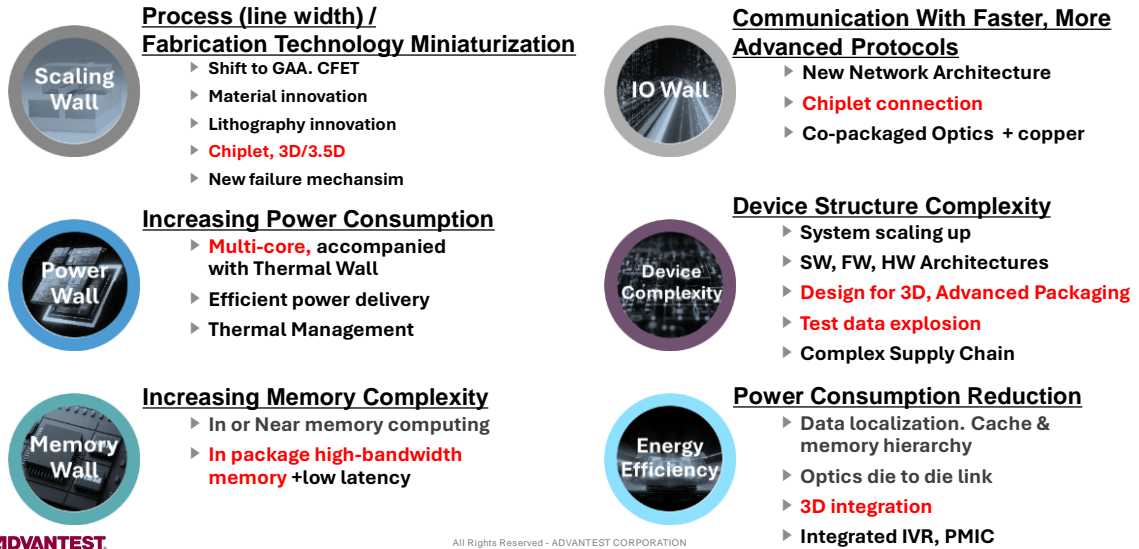 Process (line width) /
Fabrication Technology Miniaturization
Scaling
Wall
Shift to GAA. CFET
Material innovation
Lithography innovation
Chiplet, 3D/3.5D
New failure mechansim
Increasing Power Consumption
Power
Wall
Multi-core, accompanied
with Thermal Wall
Efficient power delivery
Thermal Management
Increasing Memory Complexity
Memory
Wall
In or Near memory computing
In package high-bandwidth
memory +low latency
Communication With Faster, More
Advanced Protocols
IO Wall
New Network Architecture
Chiplet connection
Co-packaged Optics + copper
Device Structure Complexity
Device
Complexity
System scaling up
SW, FW, HW Architectures
Design for 3D, Advanced Packaging
Test data explosion
Complex Supply Chain
Power Consumption Reduction
Energy
Efficiency
Data localization. Cache &
memory hierarchy
Optics die to die link
3D integration
Integrated IVR, PMIC
ADVANTEST.
All Rights Reserved - ADVANTEST CORPORATION